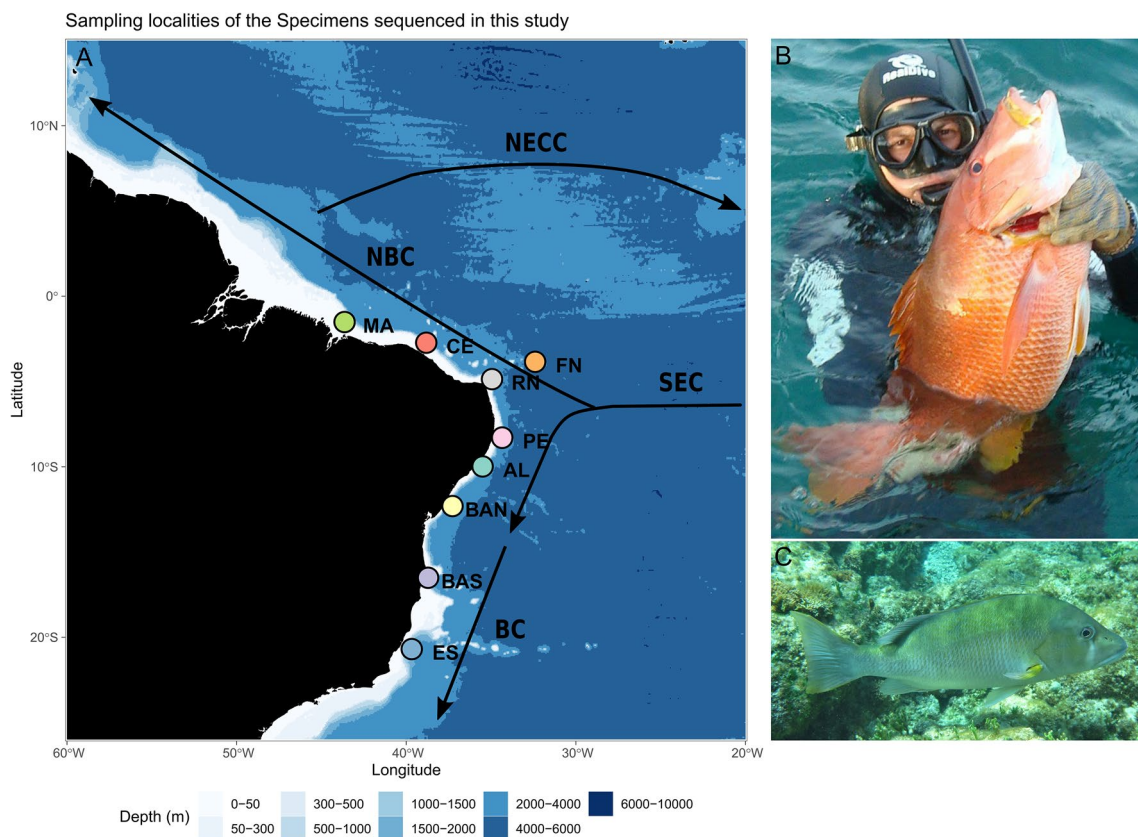 Sampling localities of the Specimens sequenced in this study
A
B
RealDive
NECC
10°N
NBC
0°
MA
CE
FN
RN
SEC
PE
10°S
AL
BAN
C
BAS
BC
20°S
ES
Latitude
60°W
50°W
40°W
30°W
20°W
Longitude
Depth (m)
0−50
300−500
1000−1500
2000−4000
6000−10000
50−300
500−1000
1500−2000
4000−6000